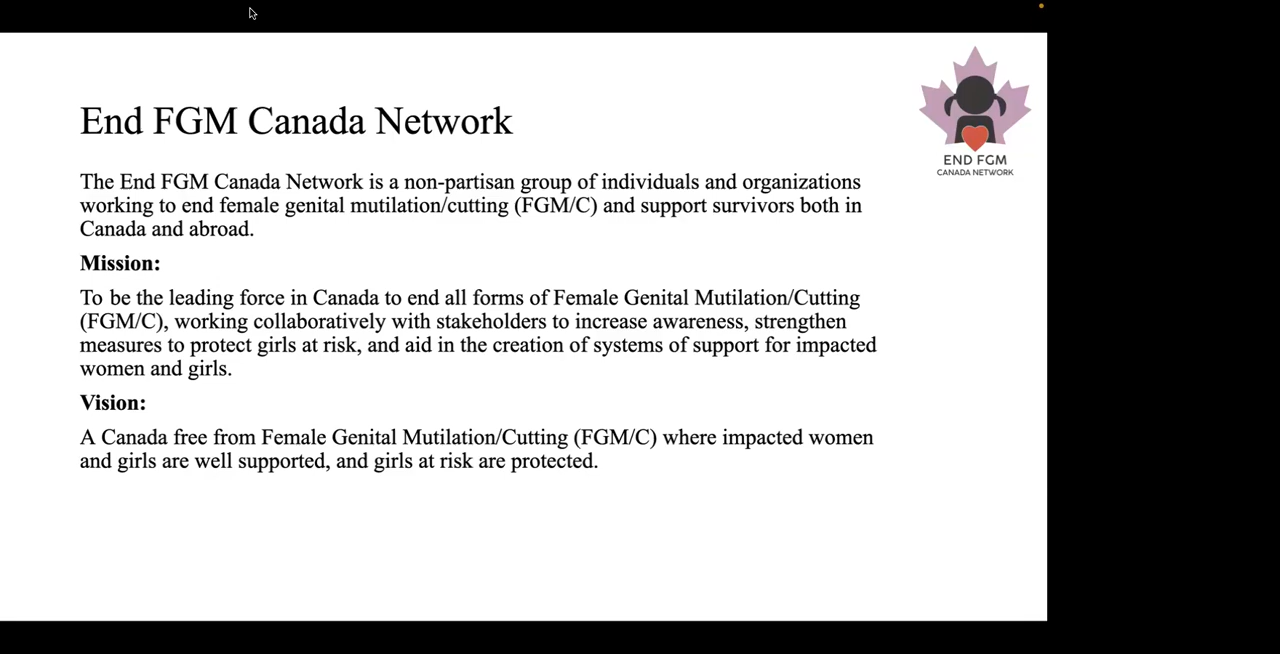 End FGM Canada Network
The End FGM Canada Network is a non-partisan group of individuals and organizations
working to end female genital mutilation/cutting (FGM/C) and support survivors both in
Canada and abroad.
Mission:
To be the leading force in Canada to end all forms of Female Genital Mutilation/Cutting
(FGM/C), working collaboratively with stakeholders to increase awareness, strengthen
measures to protect girls at risk, and aid in the creation of systems of support for impacted
women and girls.
Vision:
A Canada free from Female Genital Mutilation/Cutting (FGM/C) where impacted women
and girls are well supported, and girls at risk are protected.
END FGM
CANADA NETWORK